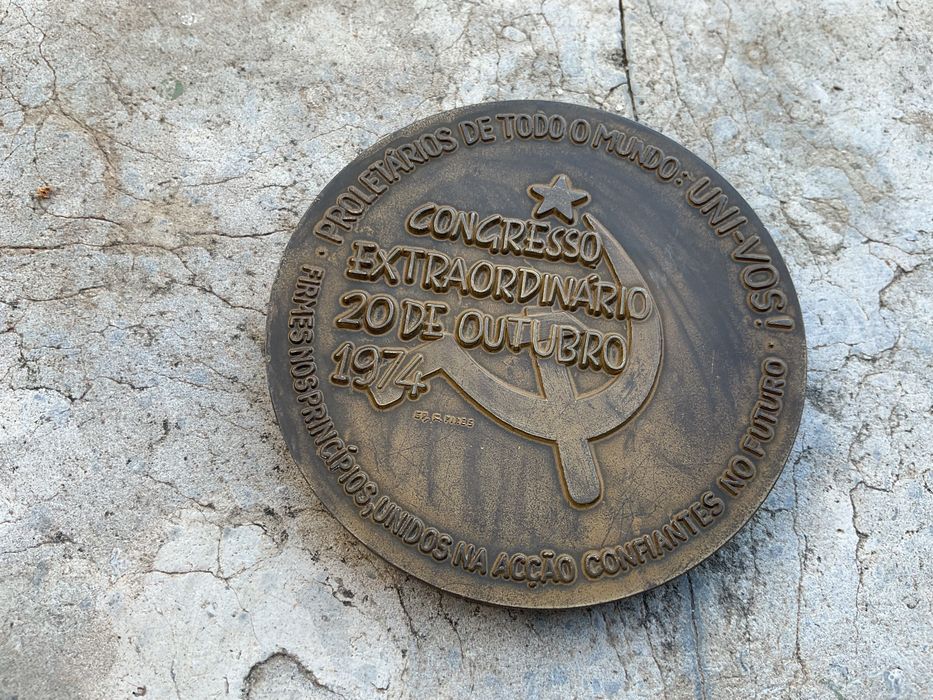 PROLETÁRIOS DE TODO O MUNDO: UNI-VOS!
CONGRESSO
EXTRAORDINÁRIO
20 DE OUTUBRO
1974
FIRMES NOS PRINCÍPIOS, UNIDOS NA ACÇÃO CONFIANTES NO FUTURO